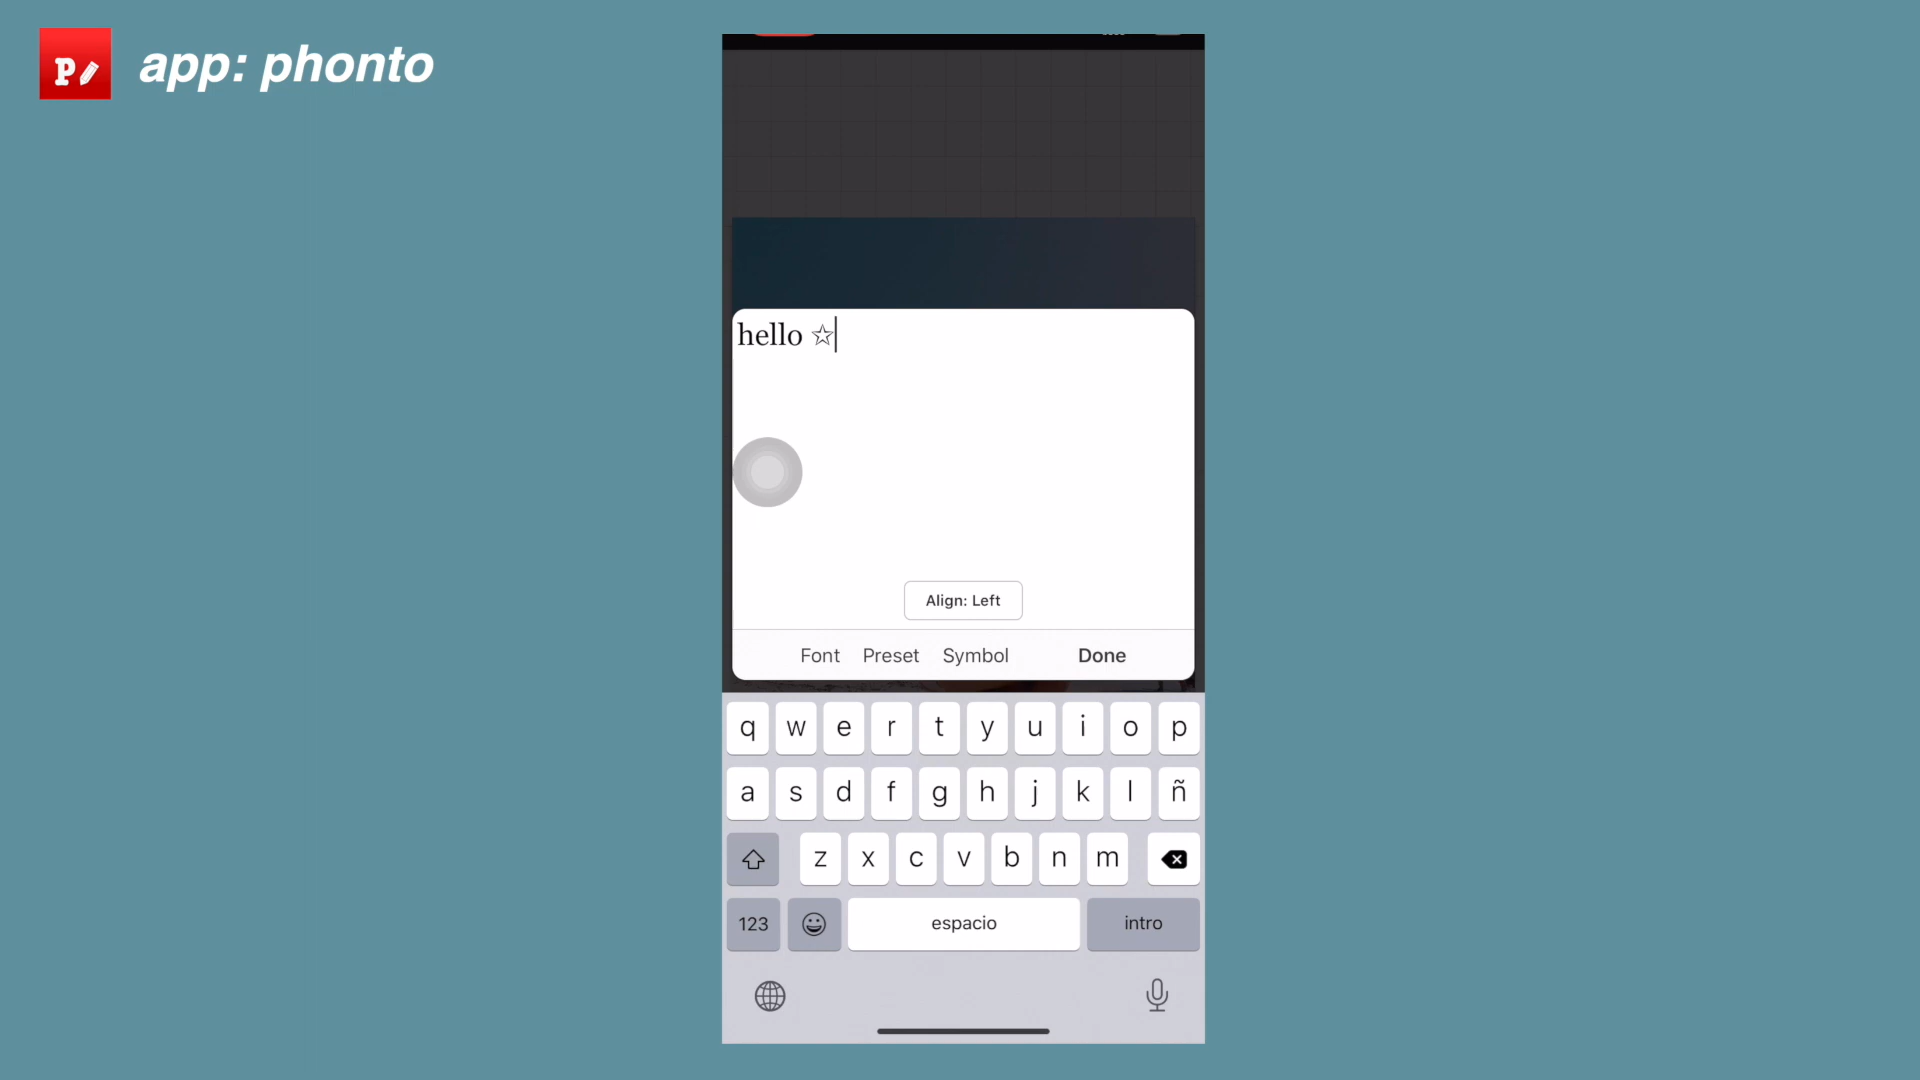 P
app: phonto
hello ☆
Align: Left
Font Preset Symbol Done
q w e r t y u i o p
a s d f g h j k l ñ
z x c v b n m
123 espacio intro